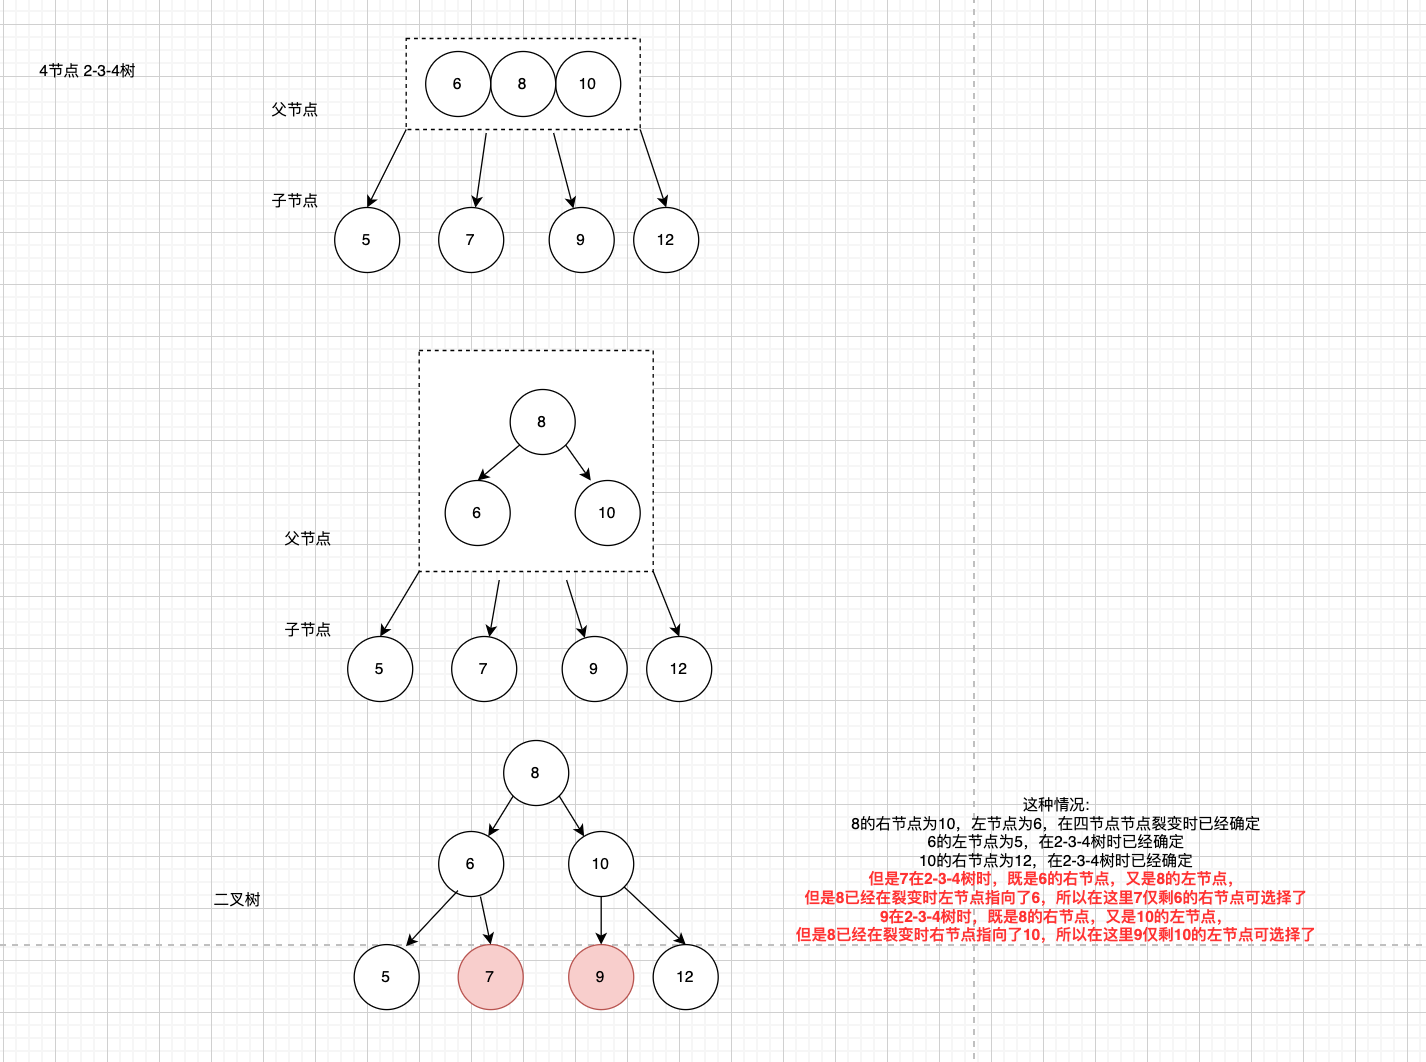 4节点 2-3-4树
6 8 10
父节点
子节点
5 7 9 12
8
6 10
父节点
子节点
5 7 9 12
8
6 10
二叉树
5 7 9 12
这种情况:
8的右节点为10，左节点为6，在四节点节点裂变时已经确定
6的左节点为5，在2-3-4树时已经确定
10的右节点为12，在2-3-4树时已经确定
但是7在2-3-4树时，既是6的右节点，又是8的左节点，
但是8已经在裂变时左节点指向了6，所以在这里7仅剩6的右节点可选择了
9在2-3-4树时，既是8的右节点，又是10的左节点，
但是8已经在裂变时右节点指向了10，所以在这里9仅剩10的左节点可选择了